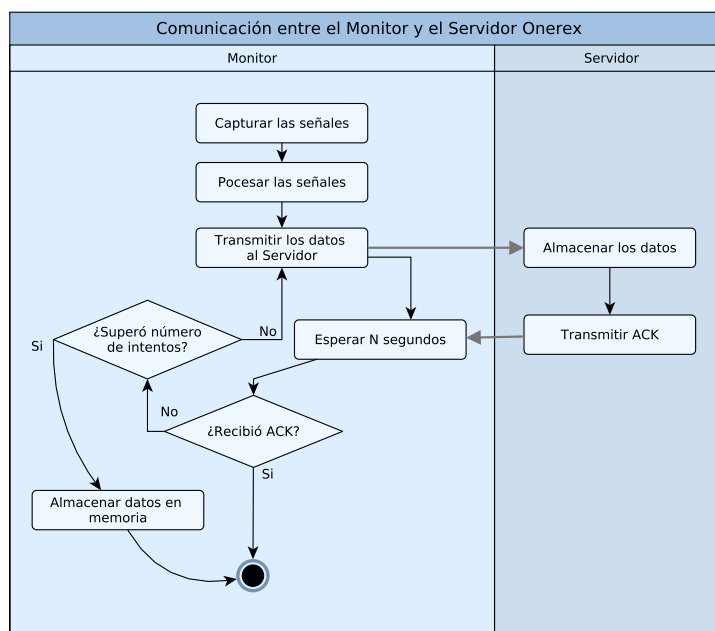 Comunicación entre el Monitor y el Servidor Onerex
Monitor
Servidor
Capturar las señales
Pocesar las señales
Transmitir los datos
al Servidor
Almacenar los datos
¿Superó número
de intentos?
No
Si
Esperar N segundos
Transmitir ACK
No
¿Recibió ACK?
Si
Almacenar datos en
memoria